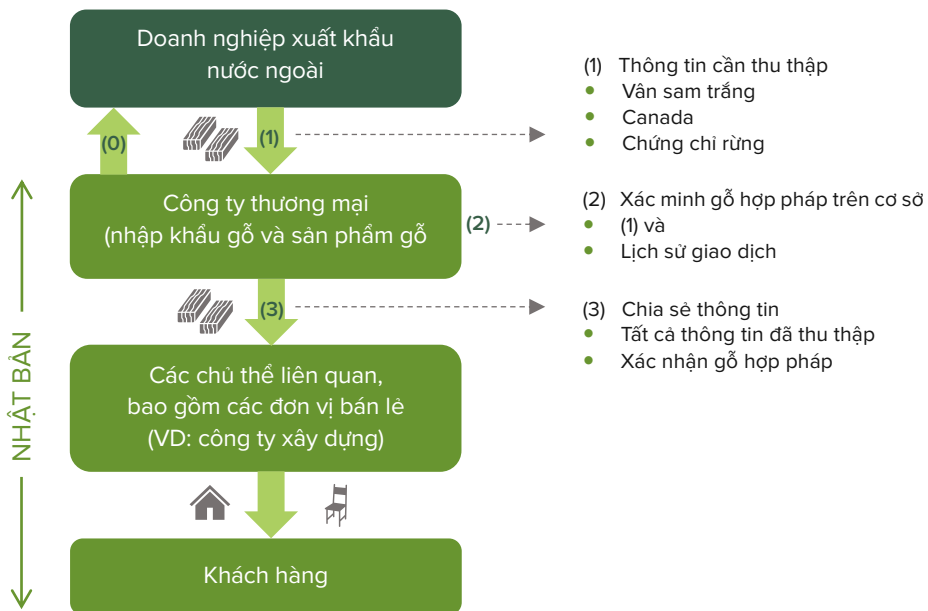 Doanh nghiệp xuất khẩu
nước ngoài
(0)
(1)
(1) Thông tin cần thu thập
• Vân sam trắng
• Canada
• Chứng chỉ rừng
Công ty thương mại
(nhập khẩu gỗ và sản phẩm gỗ
(2)
(2) Xác minh gỗ hợp pháp trên cơ sở
• (1) và
• Lịch sử giao dịch
(3)
(3) Chia sẻ thông tin
• Tất cả thông tin đã thu thập
• Xác nhận gỗ hợp pháp
NHẬT BẢN
Các chủ thể liên quan,
bao gồm các đơn vị bán lẻ
(VD: công ty xây dựng)
Khách hàng